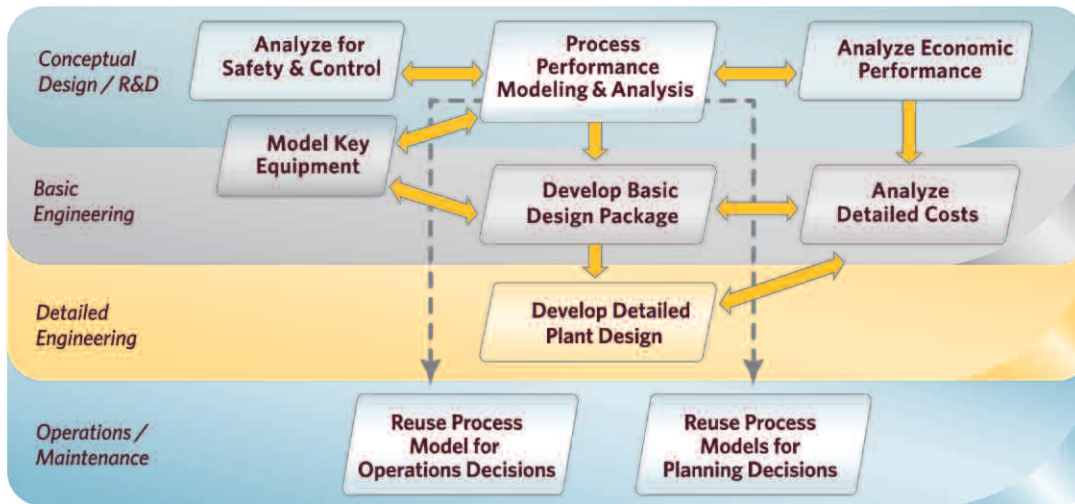 Conceptual
Design / R&D
Analyze for
Safety & Control
Process
Performance
Modeling & Analysis
Analyze Economic
Performance
Model Key
Equipment
Basic
Engineering
Develop Basic
Design Package
Analyze
Detailed Costs
Detailed
Engineering
Develop Detailed
Plant Design
Operations /
Maintenance
Reuse Process
Model for
Operations Decisions
Reuse Process
Models for
Planning Decisions